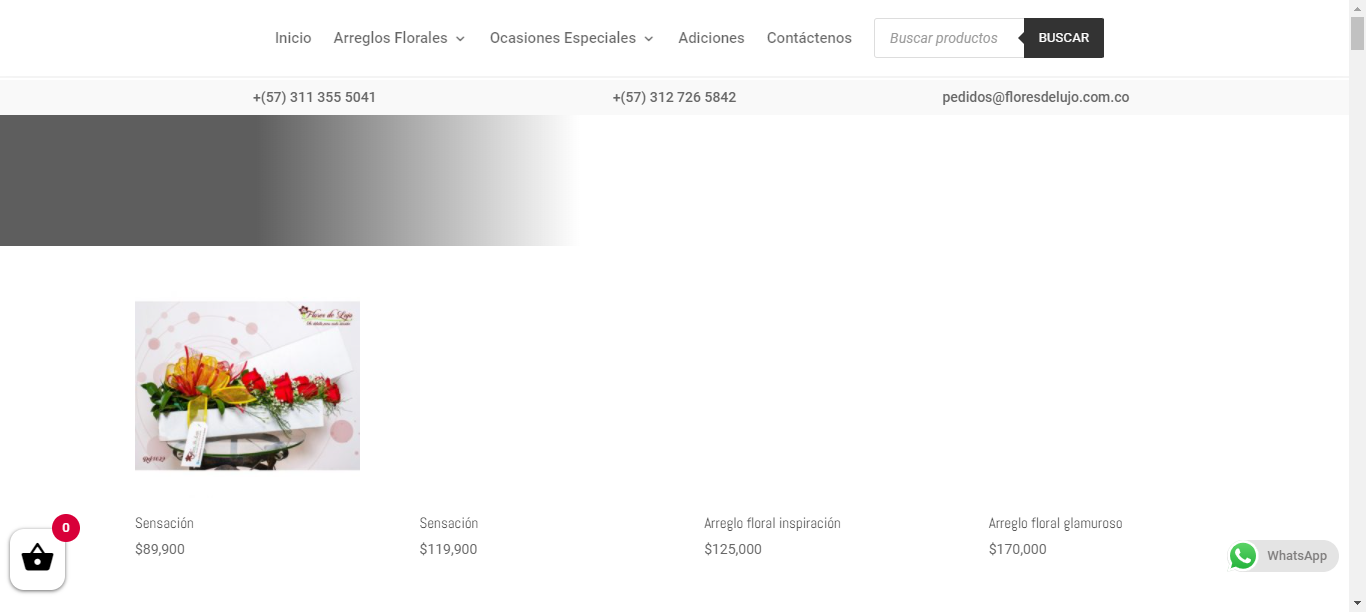 Inicio Arreglos Florales Ocasiones Especiales Adiciones Contáctenos Buscar productos BUSCAR
+(57) 311 355 5041 +(57) 312 726 5842 pedidos@floresdelujo.com.co
Flores de Lujo
Sensación Sensación Arreglo floral inspiración Arreglo floral glamuroso
$89,900 $119,900 $125,000 $170,000
0
WhatsApp